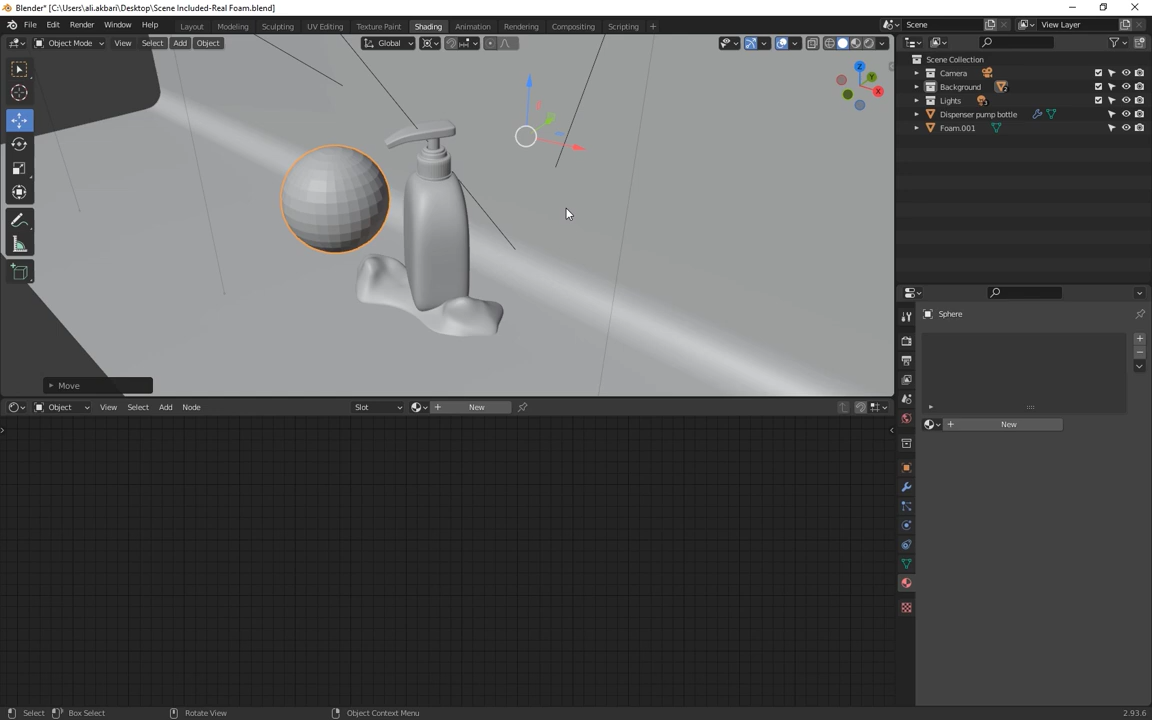 Blender* [C:\Users\ali.akbari\Desktop\Scene Included-Real Foam.blend]
File Edit Render Window Help Layout Modeling Sculpting UV Editing Texture Paint Shading Animation Rendering Compositing Scripting + Scene View Layer
Object Mode View Select Add Object Global
Scene Collection
Camera
Background
Lights
Dispenser pump bottle
Foam.001
Z
Y
X
Sphere
Move
Object View Select Add Node Slot New
New
Select Box Select Rotate View Object Context Menu 2.93.6